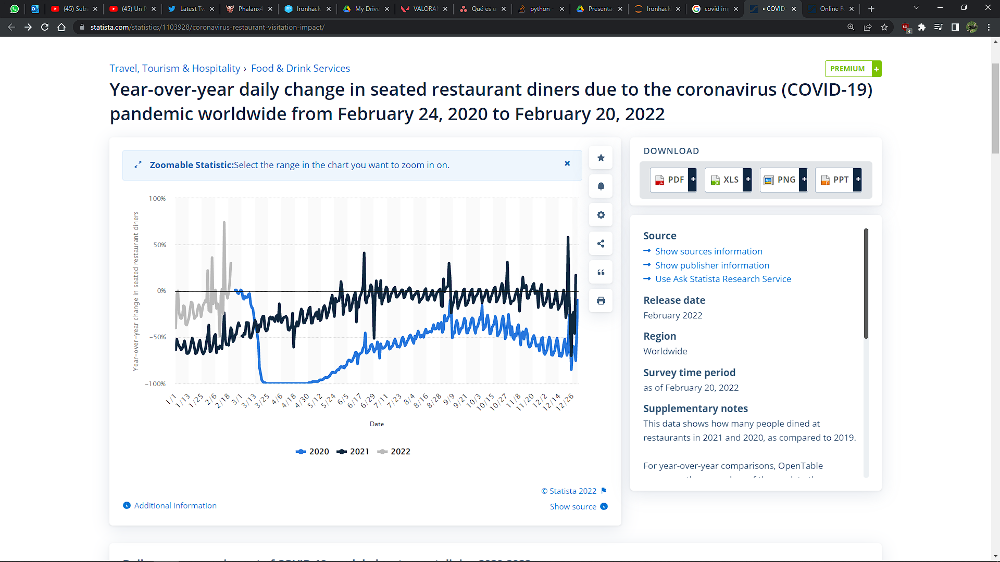 (45) Subs
(45) Un P
Latest Tw
Phalanx4
Ironhack
My Drive
VALORA
Qué es u
python -
Presenta
Ironhack
covid im
• COVID-
Online Fo
statista.com/statistics/1103928/coronavirus-restaurant-visitation-impact/
3
Travel, Tourism & Hospitality › Food & Drink Services
PREMIUM +
Year-over-year daily change in seated restaurant diners due to the coronavirus (COVID-19)
pandemic worldwide from February 24, 2020 to February 20, 2022
Zoomable Statistic:Select the range in the chart you want to zoom in on.
Year-over-year change in seated restaurant diners
100%
50%
0%
-50%
-100%
1/1 1/13 1/25 2/6 2/18 3/1 3/13 3/25 4/6 4/18 4/30 5/12 5/24 6/5 6/17 6/29 7/11 7/23 8/4 8/16 8/28 9/9 9/21 10/3 10/15 10/27 11/8 11/20 12/2 12/14 12/26
Date
2020 2021 2022
© Statista 2022
Additional Information
Show source
DOWNLOAD
PDF + XLS + PNG + PPT +
Source
Show sources information
Show publisher information
Use Ask Statista Research Service
Release date
February 2022
Region
Worldwide
Survey time period
as of February 20, 2022
Supplementary notes
This data shows how many people dined at
restaurants in 2021 and 2020, as compared to 2019.
For year-over-year comparisons, OpenTable